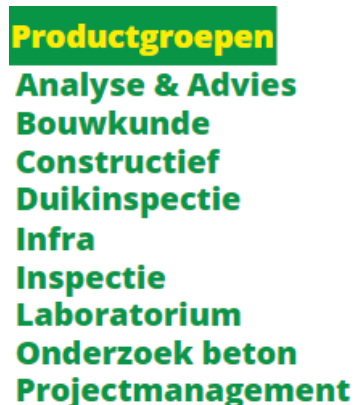 Productgroepen
Analyse & Advies
Bouwkunde
Constructief
Duikinspectie
Infra
Inspectie
Laboratorium
Onderzoek beton
Projectmanagement